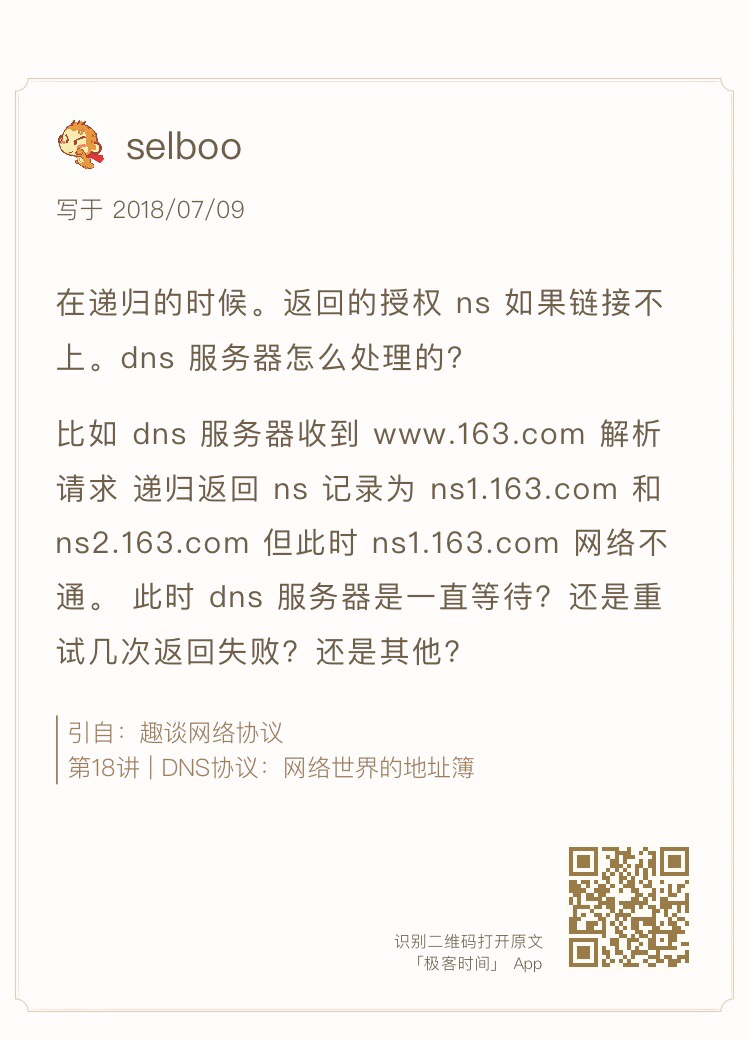 selboo
写于 2018/07/09
在递归的时候。返回的授权 ns 如果链接不
上。dns 服务器怎么处理的？
比如 dns 服务器收到 www.163.com 解析
请求 递归返回 ns 记录为 ns1.163.com 和
ns2.163.com 但此时 ns1.163.com 网络不
通。 此时 dns 服务器是一直等待？还是重
试几次返回失败？还是其他？
引自：趣谈网络协议
第18讲 | DNS协议：网络世界的地址簿
识别二维码打开原文
「极客时间」 App